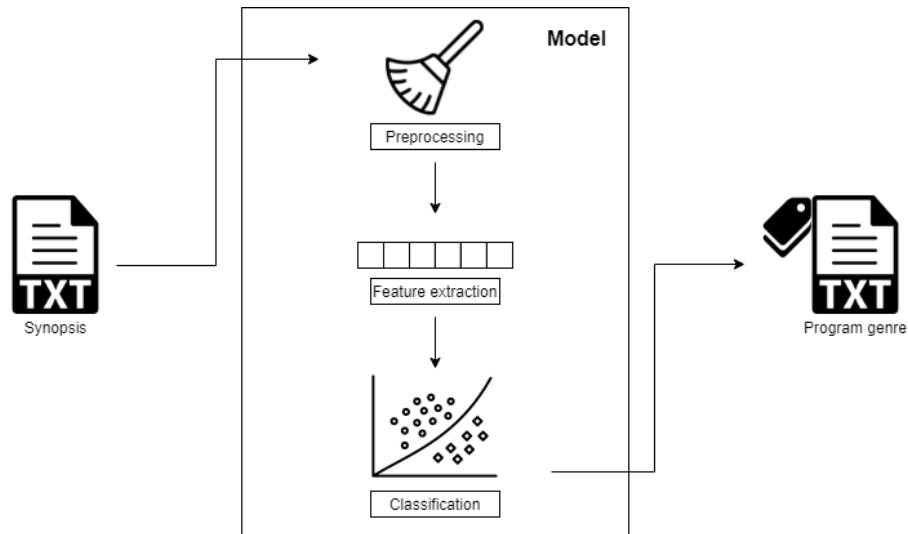 Model
Preprocessing
TXT
Synopsis
Feature extraction
TXT
Program genre
Classification